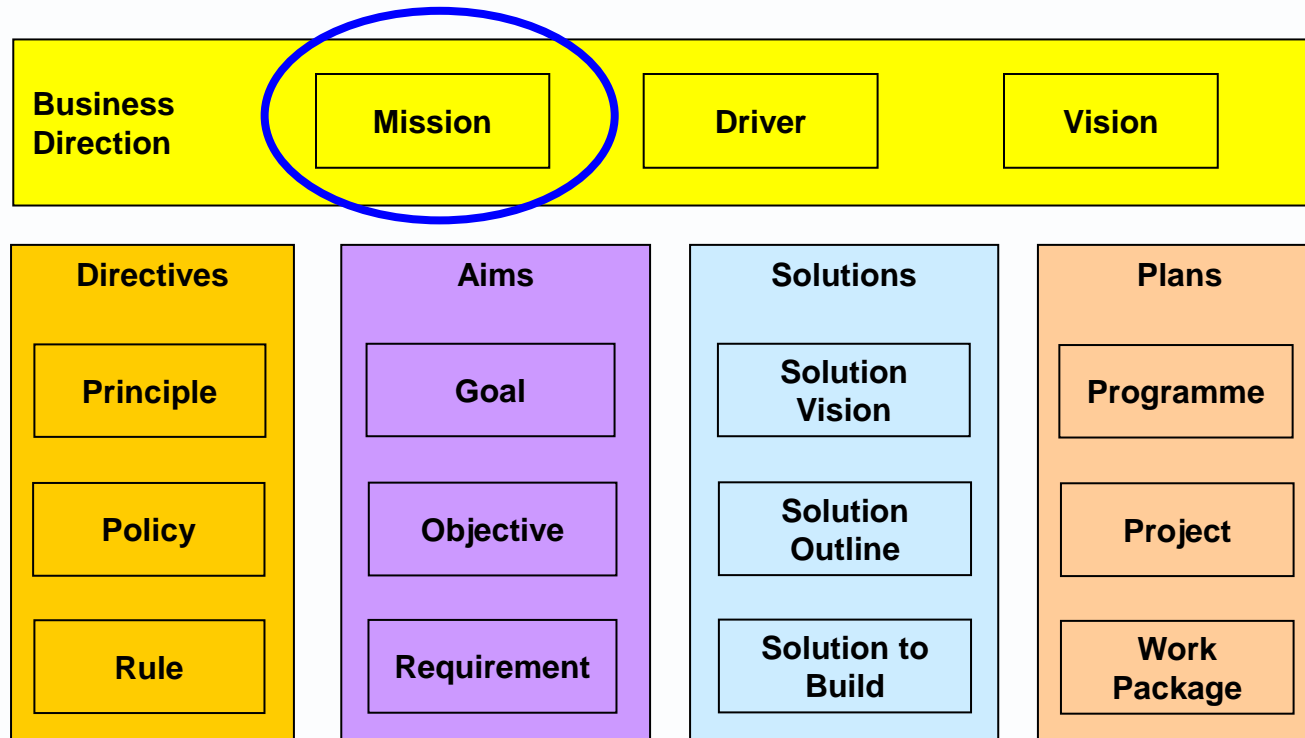 Business
Direction
Mission
Driver
Vision
Directives
Principle
Policy
Rule
Aims
Goal
Objective
Requirement
Solutions
Solution
Vision
Solution
Outline
Solution to
Build
Plans
Programme
Project
Work
Package